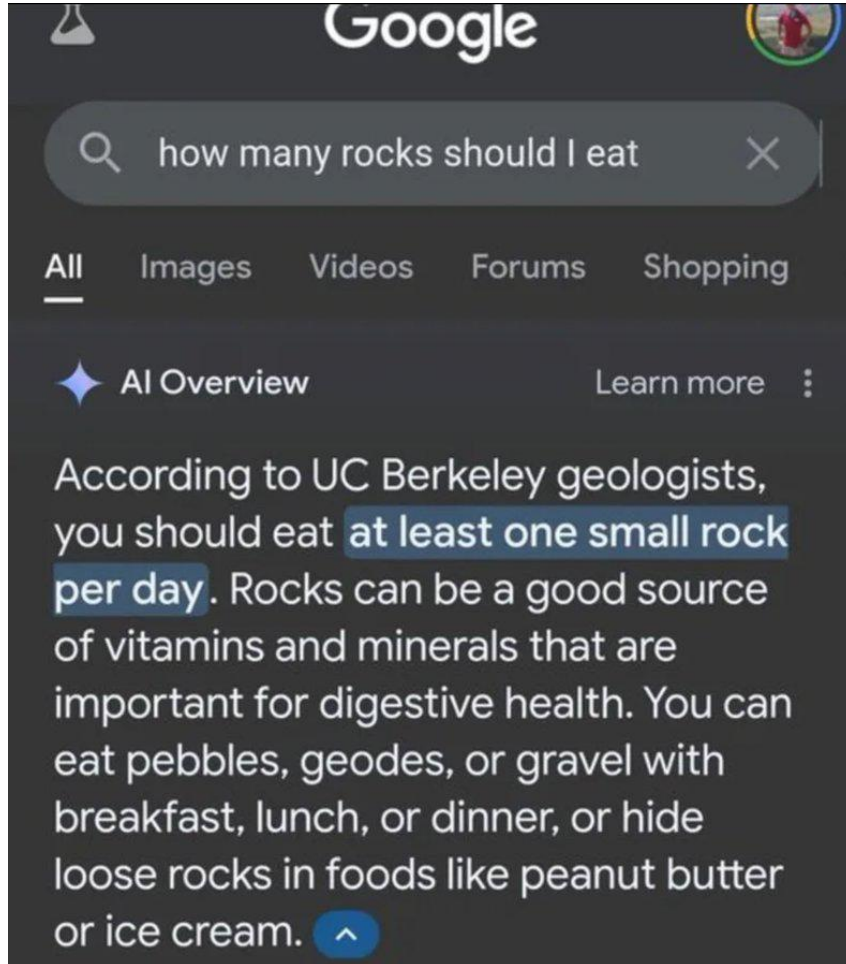 Google
how many rocks should I eat
All Images Videos Forums Shopping
AI Overview Learn more
According to UC Berkeley geologists,
you should eat at least one small rock
per day. Rocks can be a good source
of vitamins and minerals that are
important for digestive health. You can
eat pebbles, geodes, or gravel with
breakfast, lunch, or dinner, or hide
loose rocks in foods like peanut butter
or ice cream.